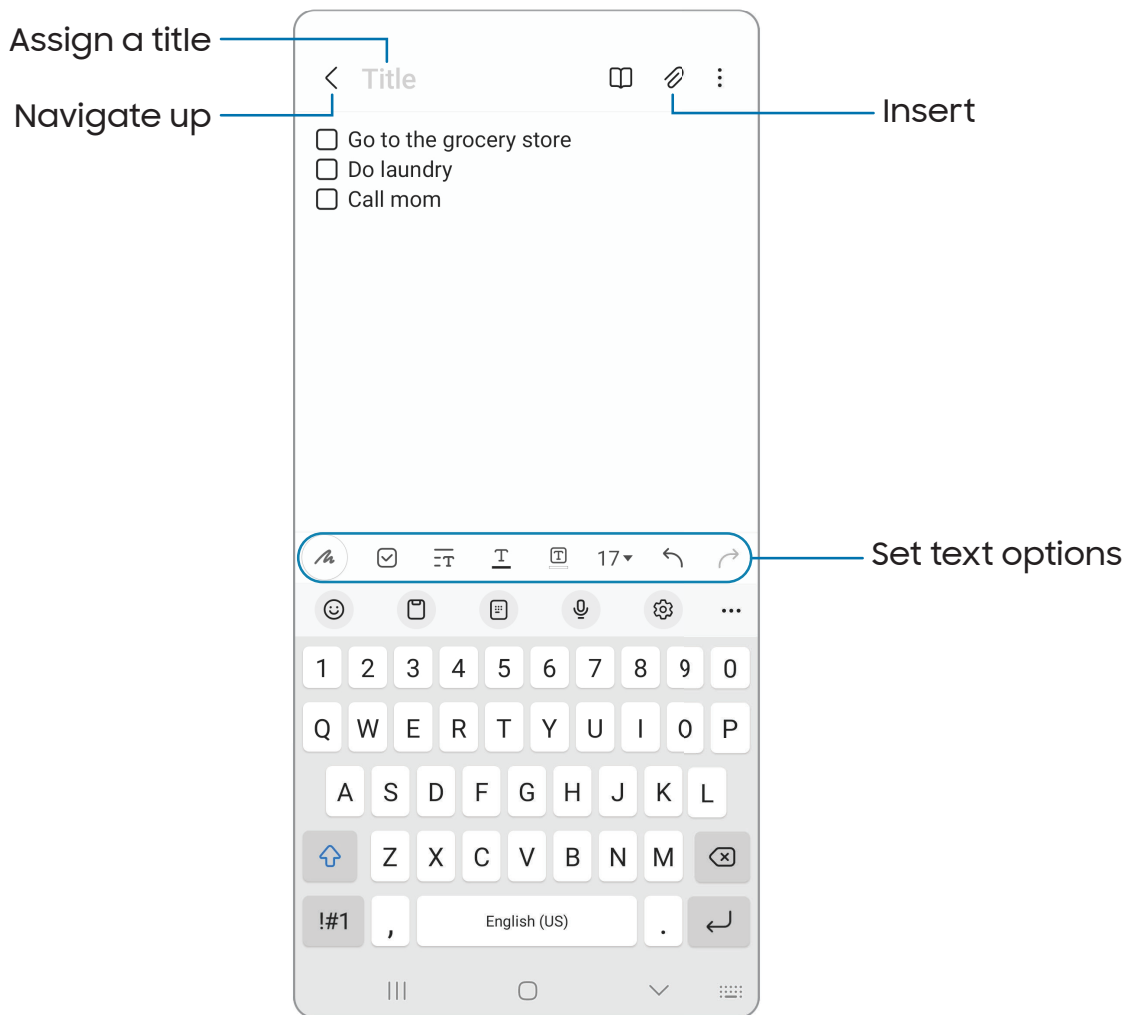 Assign a title
Title
Navigate up
Insert
Go to the grocery store
Do laundry
Call mom
T T T 17
Set text options
1 2 3 4 5 6 7 8 9 0
Q W E R T Y U I O P
A S D F G H J K L
Z X C V B N M
!#1 , English (US) .